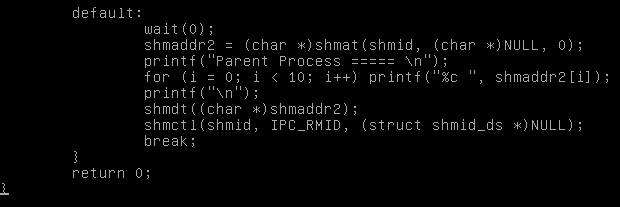 default:
wait(0);
shmaddr2 = (char *)shmat(shmid, (char *)NULL, 0);
printf("Parent Process ===== \n");
for (i = 0; i < 10; i++) printf("%c ", shmaddr2[i]);
printf("\n");
shmdt((char *)shmaddr2);
shmctl(shmid, IPC_RMID, (struct shmid_ds *)NULL);
break;
}
return 0;
}